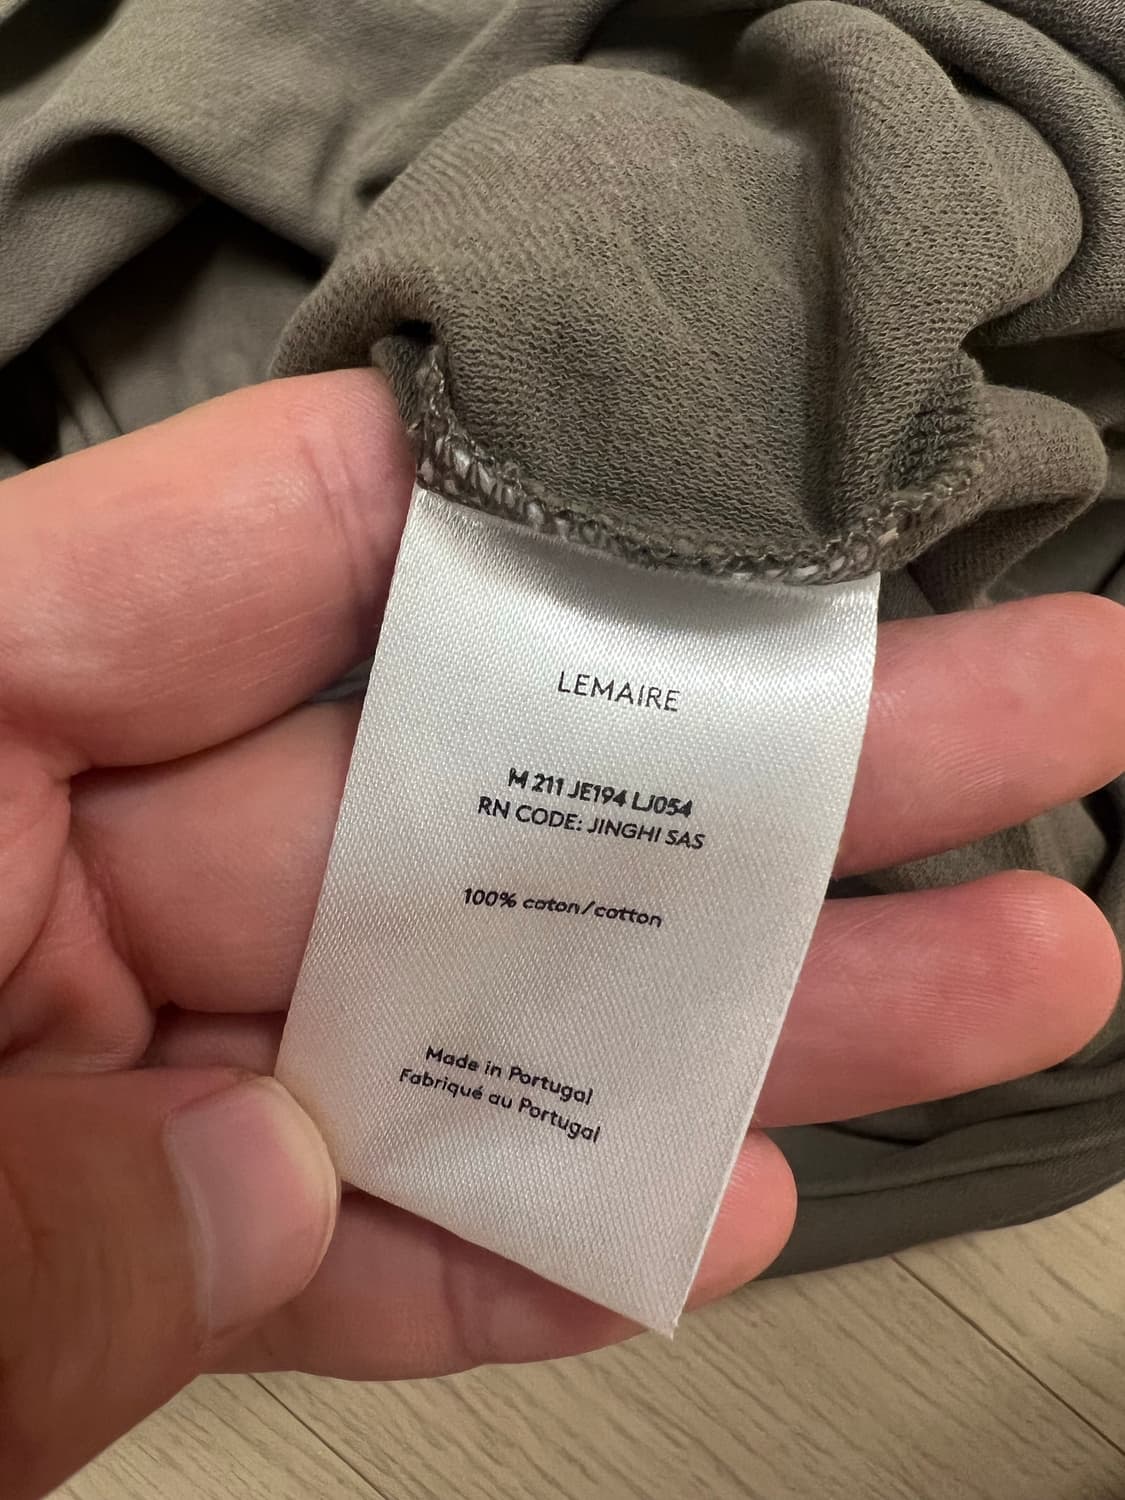 LEMAIRE
M 211 JE194 LJ054
RN CODE: JINGHI SAS
100% coton/cotton
Made in Portugal
Fabriqué au Portugal